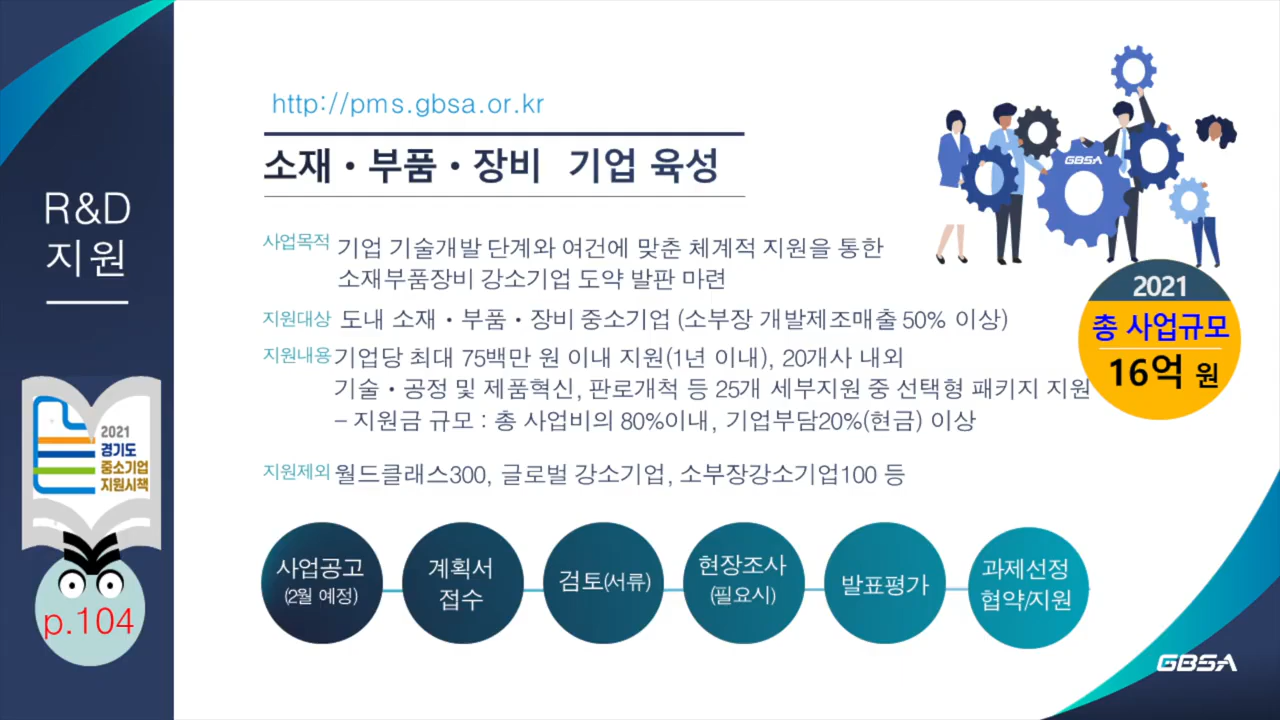 R&D
지원
2021
경기도
중소기업
지원시책
p.104
http://pms.gbsa.or.kr
소재・부품・장비 기업 육성
GBSA
사업목적 기업 기술개발 단계와 여건에 맞춘 체계적 지원을 통한
소재부품장비 강소기업 도약 발판 마련
지원대상 도내 소재・부품・장비 중소기업 (소부장 개발제조매출 50% 이상)
지원내용 기업당 최대 75백만 원 이내 지원(1년 이내), 20개사 내외
기술・공정 및 제품혁신, 판로개척 등 25개 세부지원 중 선택형 패키지 지원
– 지원금 규모 : 총 사업비의 80%이내, 기업부담20%(현금) 이상
지원제외 월드클래스300, 글로벌 강소기업, 소부장강소기업100 등
2021
총 사업규모
16억 원
사업공고
(2월 예정)
계획서
접수
검토(서류)
현장조사
(필요시)
발표평가
과제선정
협약/지원
GBSA